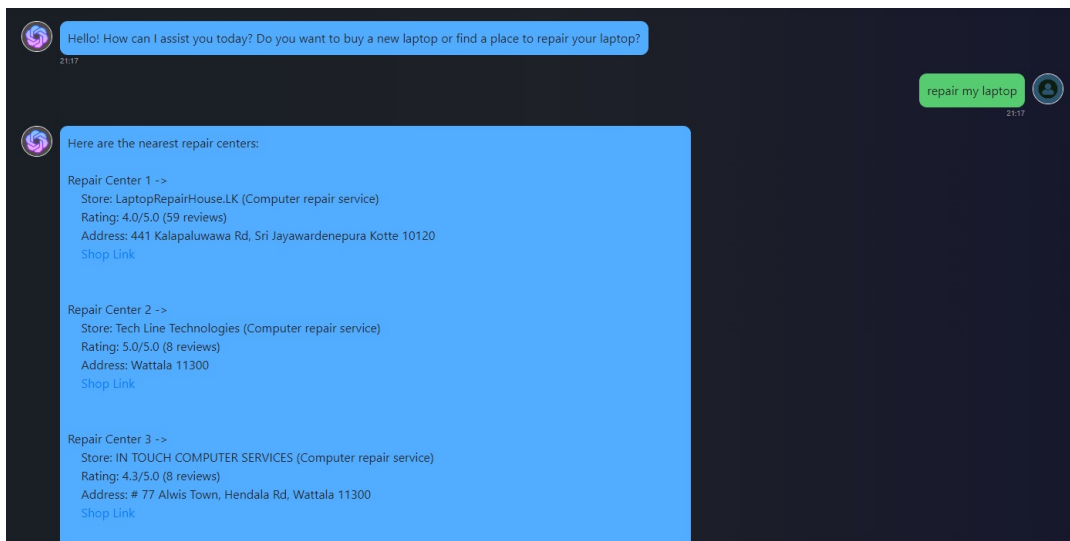 Hello! How can I assist you today? Do you want to buy a new laptop or find a place to repair your laptop?
21:17
repair my laptop
21:17
Here are the nearest repair centers:
Repair Center 1 ->
Store: LaptopRepairHouse.LK (Computer repair service)
Rating: 4.0/5.0 (59 reviews)
Address: 441 Kalapaluwawa Rd, Sri Jayawardenepura Kotte 10120
Shop Link
Repair Center 2 ->
Store: Tech Line Technologies (Computer repair service)
Rating: 5.0/5.0 (8 reviews)
Address: Wattala 11300
Shop Link
Repair Center 3 ->
Store: IN TOUCH COMPUTER SERVICES (Computer repair service)
Rating: 4.3/5.0 (8 reviews)
Address: # 77 Alwis Town, Hendala Rd, Wattala 11300
Shop Link